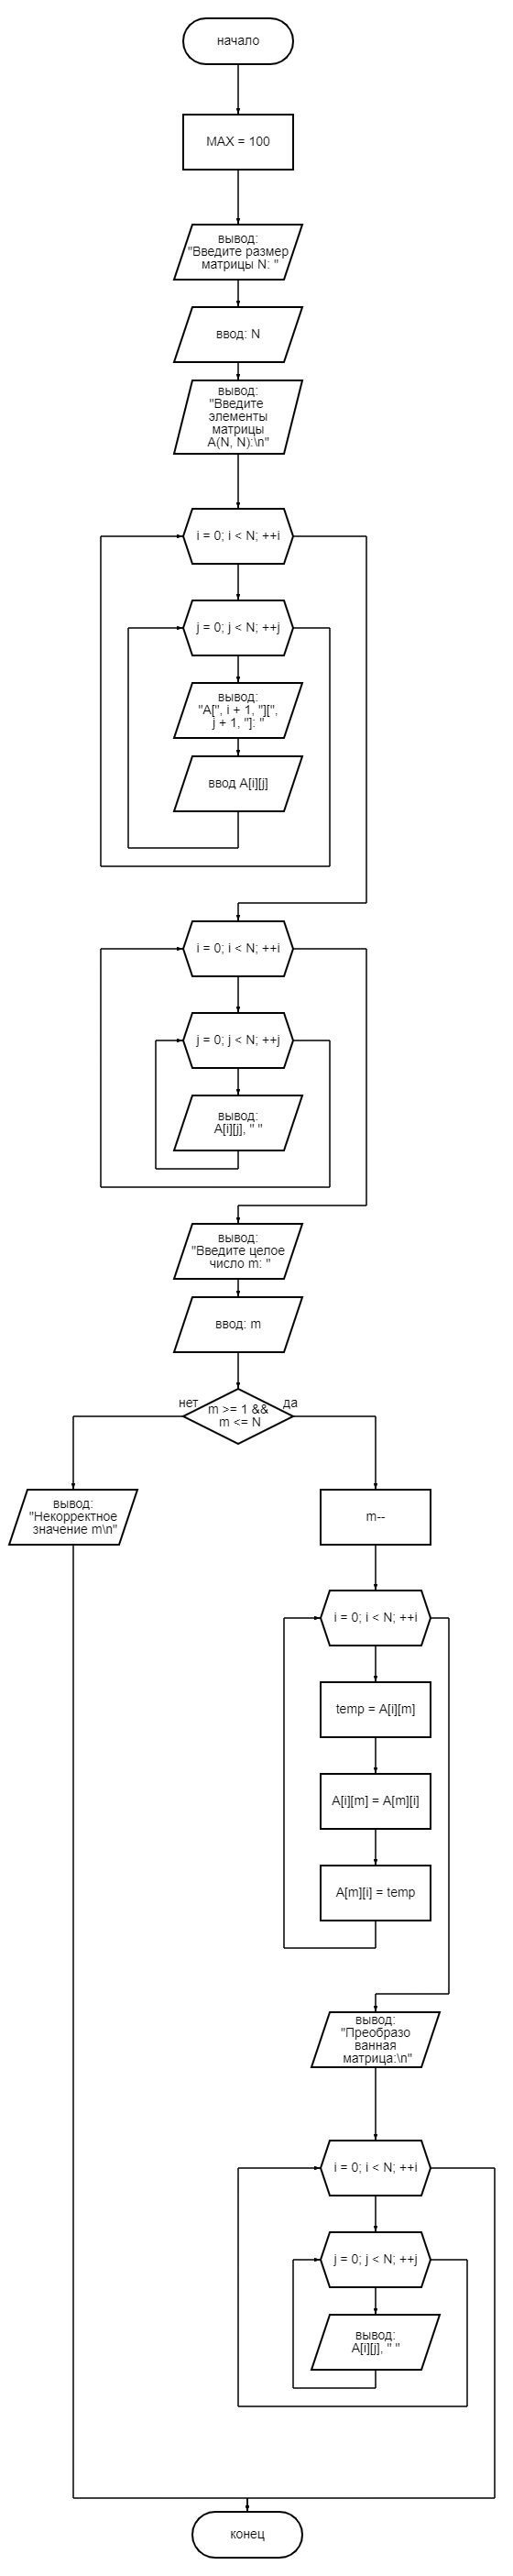 начало
MAX = 100
вывод:
"Введите размер
матрицы N: "
ввод: N
вывод:
"Введите
элементы
матрицы
A(N, N):\n"
i = 0; i < N; ++i
j = 0; j < N; ++j
вывод:
"A[", i + 1, "][",
j + 1, "]: "
ввод A[i][j]
i = 0; i < N; ++i
j = 0; j < N; ++j
вывод:
A[i][j], " "
вывод:
"Введите целое
число m: "
ввод: m
нет
m >= 1 &&
m <= N
да
вывод:
"Некорректное
значение m\n"
m--
i = 0; i < N; ++i
temp = A[i][m]
A[i][m] = A[m][i]
A[m][i] = temp
вывод:
"Преобразо
ванная
матрица:\n"
i = 0; i < N; ++i
j = 0; j < N; ++j
вывод:
A[i][j], " "
конец